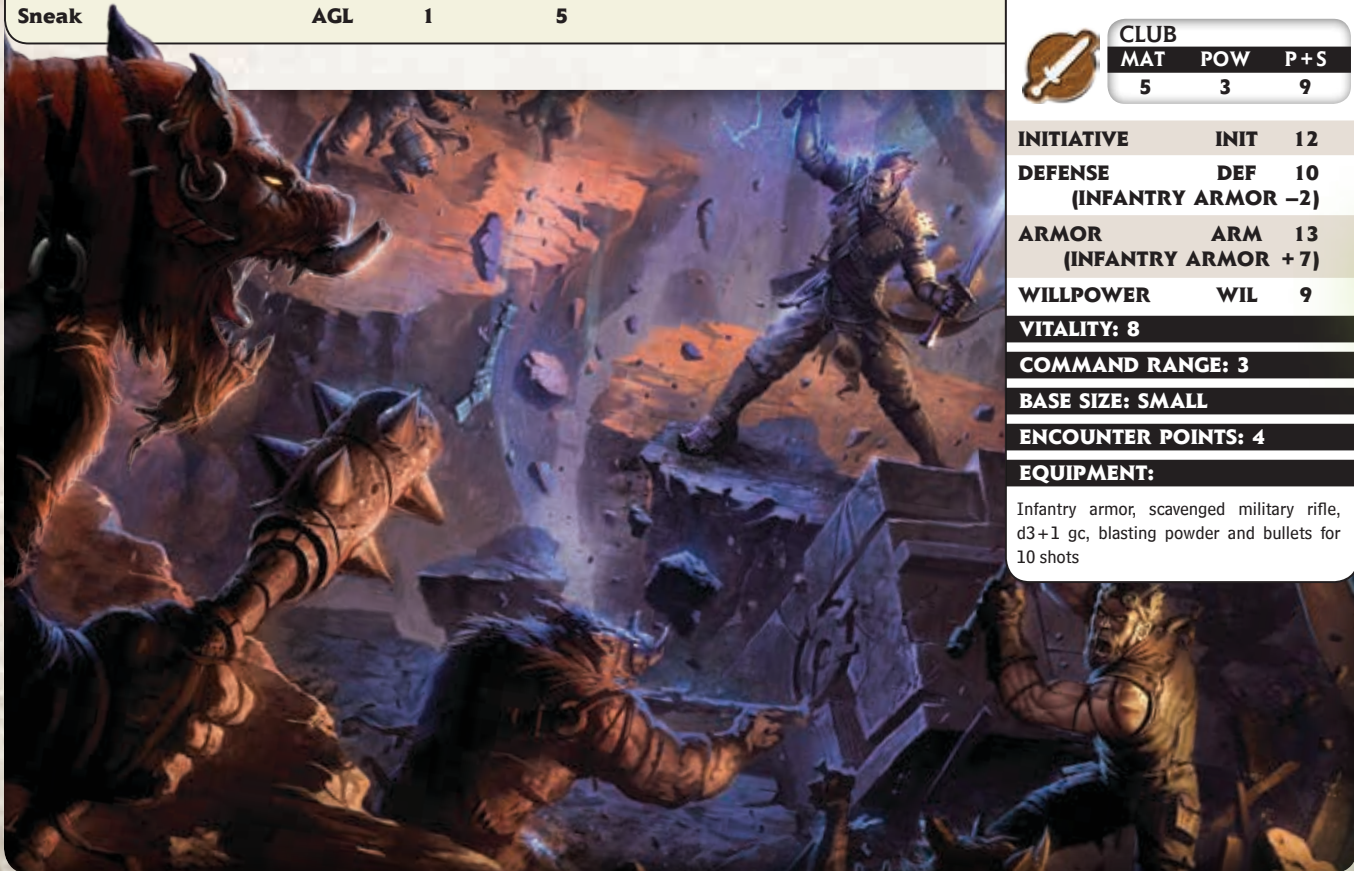 Sneak AGL 1 5
CLUB
MAT POW P+S
5 3 9
INITIATIVE INIT 12
DEFENSE DEF 10
(INFANTRY ARMOR –2)
ARMOR ARM 13
(INFANTRY ARMOR +7)
WILLPOWER WIL 9
VITALITY: 8
COMMAND RANGE: 3
BASE SIZE: SMALL
ENCOUNTER POINTS: 4
EQUIPMENT:
Infantry armor, scavenged military rifle,
d3+1 gc, blasting powder and bullets for
10 shots